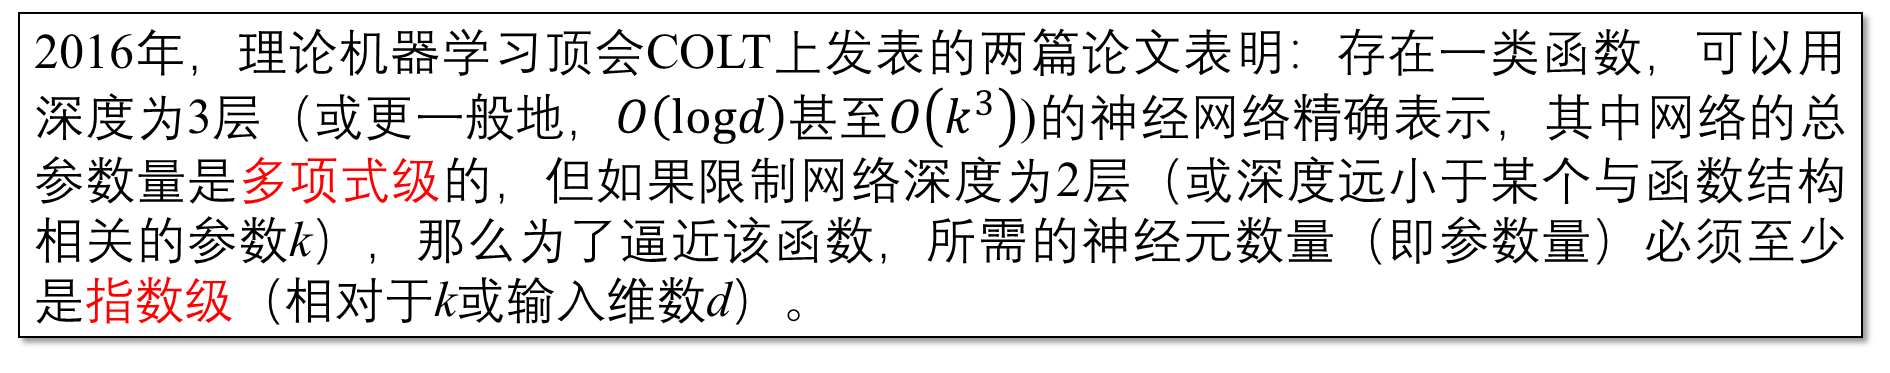 2016年，理论机器学习顶会COLT上发表的两篇论文表明：存在一类函数，可以用
深度为3层（或更一般地，O(logd)甚至O(k³))的神经网络精确表示，其中网络的总
参数量是多项式级的，但如果限制网络深度为2层（或深度远小于某个与函数结构
相关的参数k），那么为了逼近该函数，所需的神经元数量（即参数量）必须至少
是指数级（相对于k或输入维数d）。